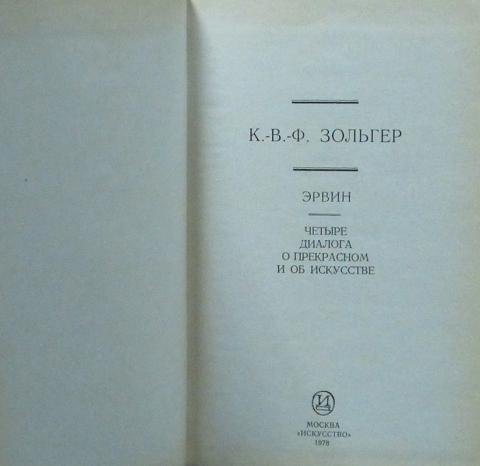 К.-В.-Ф. ЗОЛЬГЕР
ЭРВИН
ЧЕТЫРЕ
ДИАЛОГА
О ПРЕКРАСНОМ
И ОБ ИСКУССТВЕ
И
МОСКВА
«ИСКУССТВО»
1978